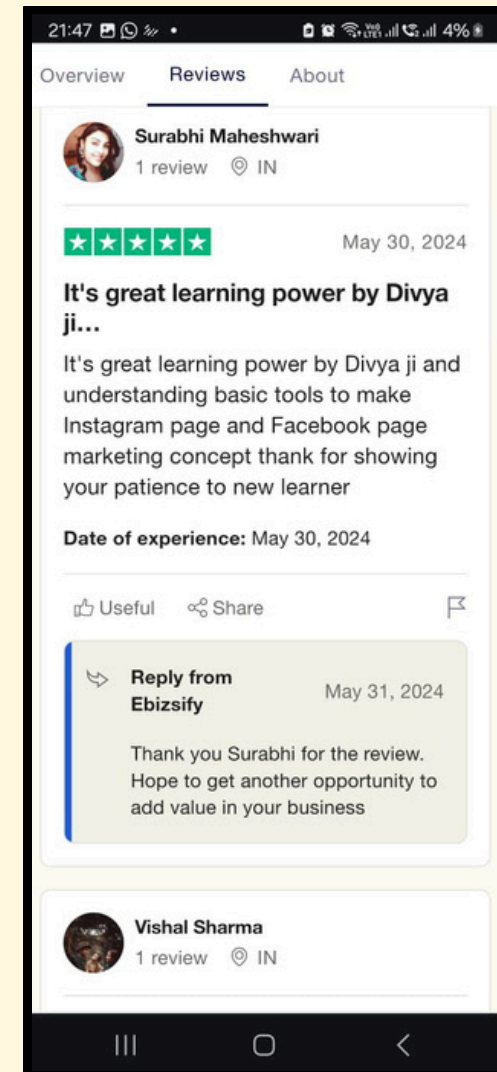 21:47
4%
Overview Reviews About
Surabhi Maheshwari
1 review IN
May 30, 2024
It's great learning power by Divya
ji...
It's great learning power by Divya ji and
understanding basic tools to make
Instagram page and Facebook page
marketing concept thank for showing
your patience to new learner
Date of experience: May 30, 2024
Useful Share
Reply from
Ebizsify
May 31, 2024
Thank you Surabhi for the review.
Hope to get another opportunity to
add value in your business
Vishal Sharma
1 review IN